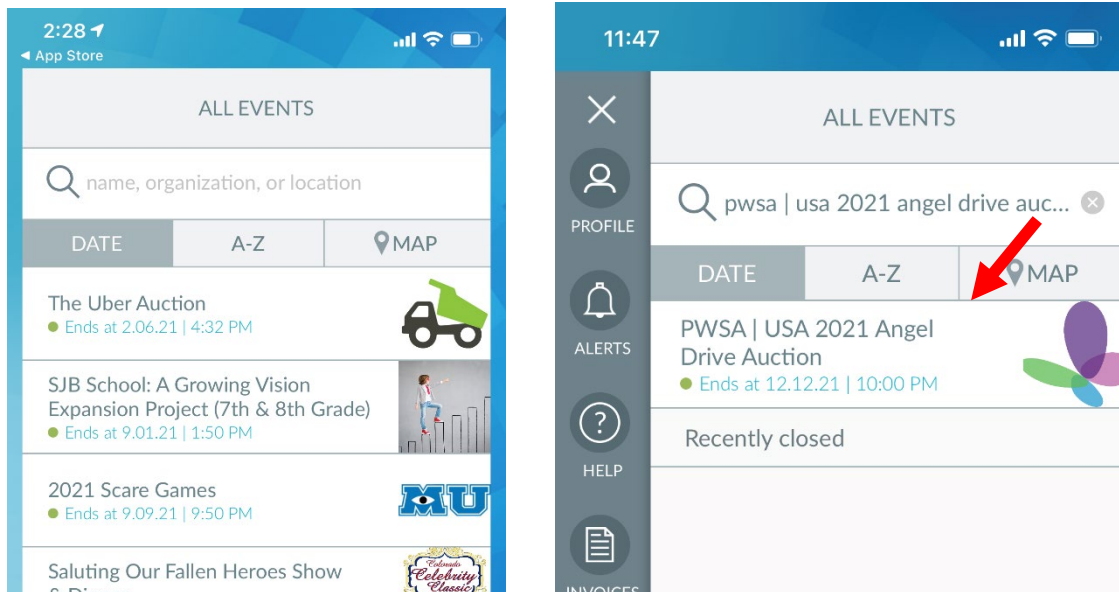 2:28
◀ App Store
ALL EVENTS
name, organization, or location
DATE A-Z MAP
The Uber Auction
Ends at 2.06.21 | 4:32 PM
SJB School: A Growing Vision
Expansion Project (7th & 8th Grade)
Ends at 9.01.21 | 1:50 PM
2021 Scare Games
Ends at 9.09.21 | 9:50 PM
MU
Saluting Our Fallen Heroes Show
Colorado
Celebrity
Classic
11:47
PROFILE
ALERTS
?
HELP
INVOICES
ALL EVENTS
pwsa | usa 2021 angel drive auc...
DATE A-Z MAP
PWSA | USA 2021 Angel
Drive Auction
Ends at 12.12.21 | 10:00 PM
Recently closed